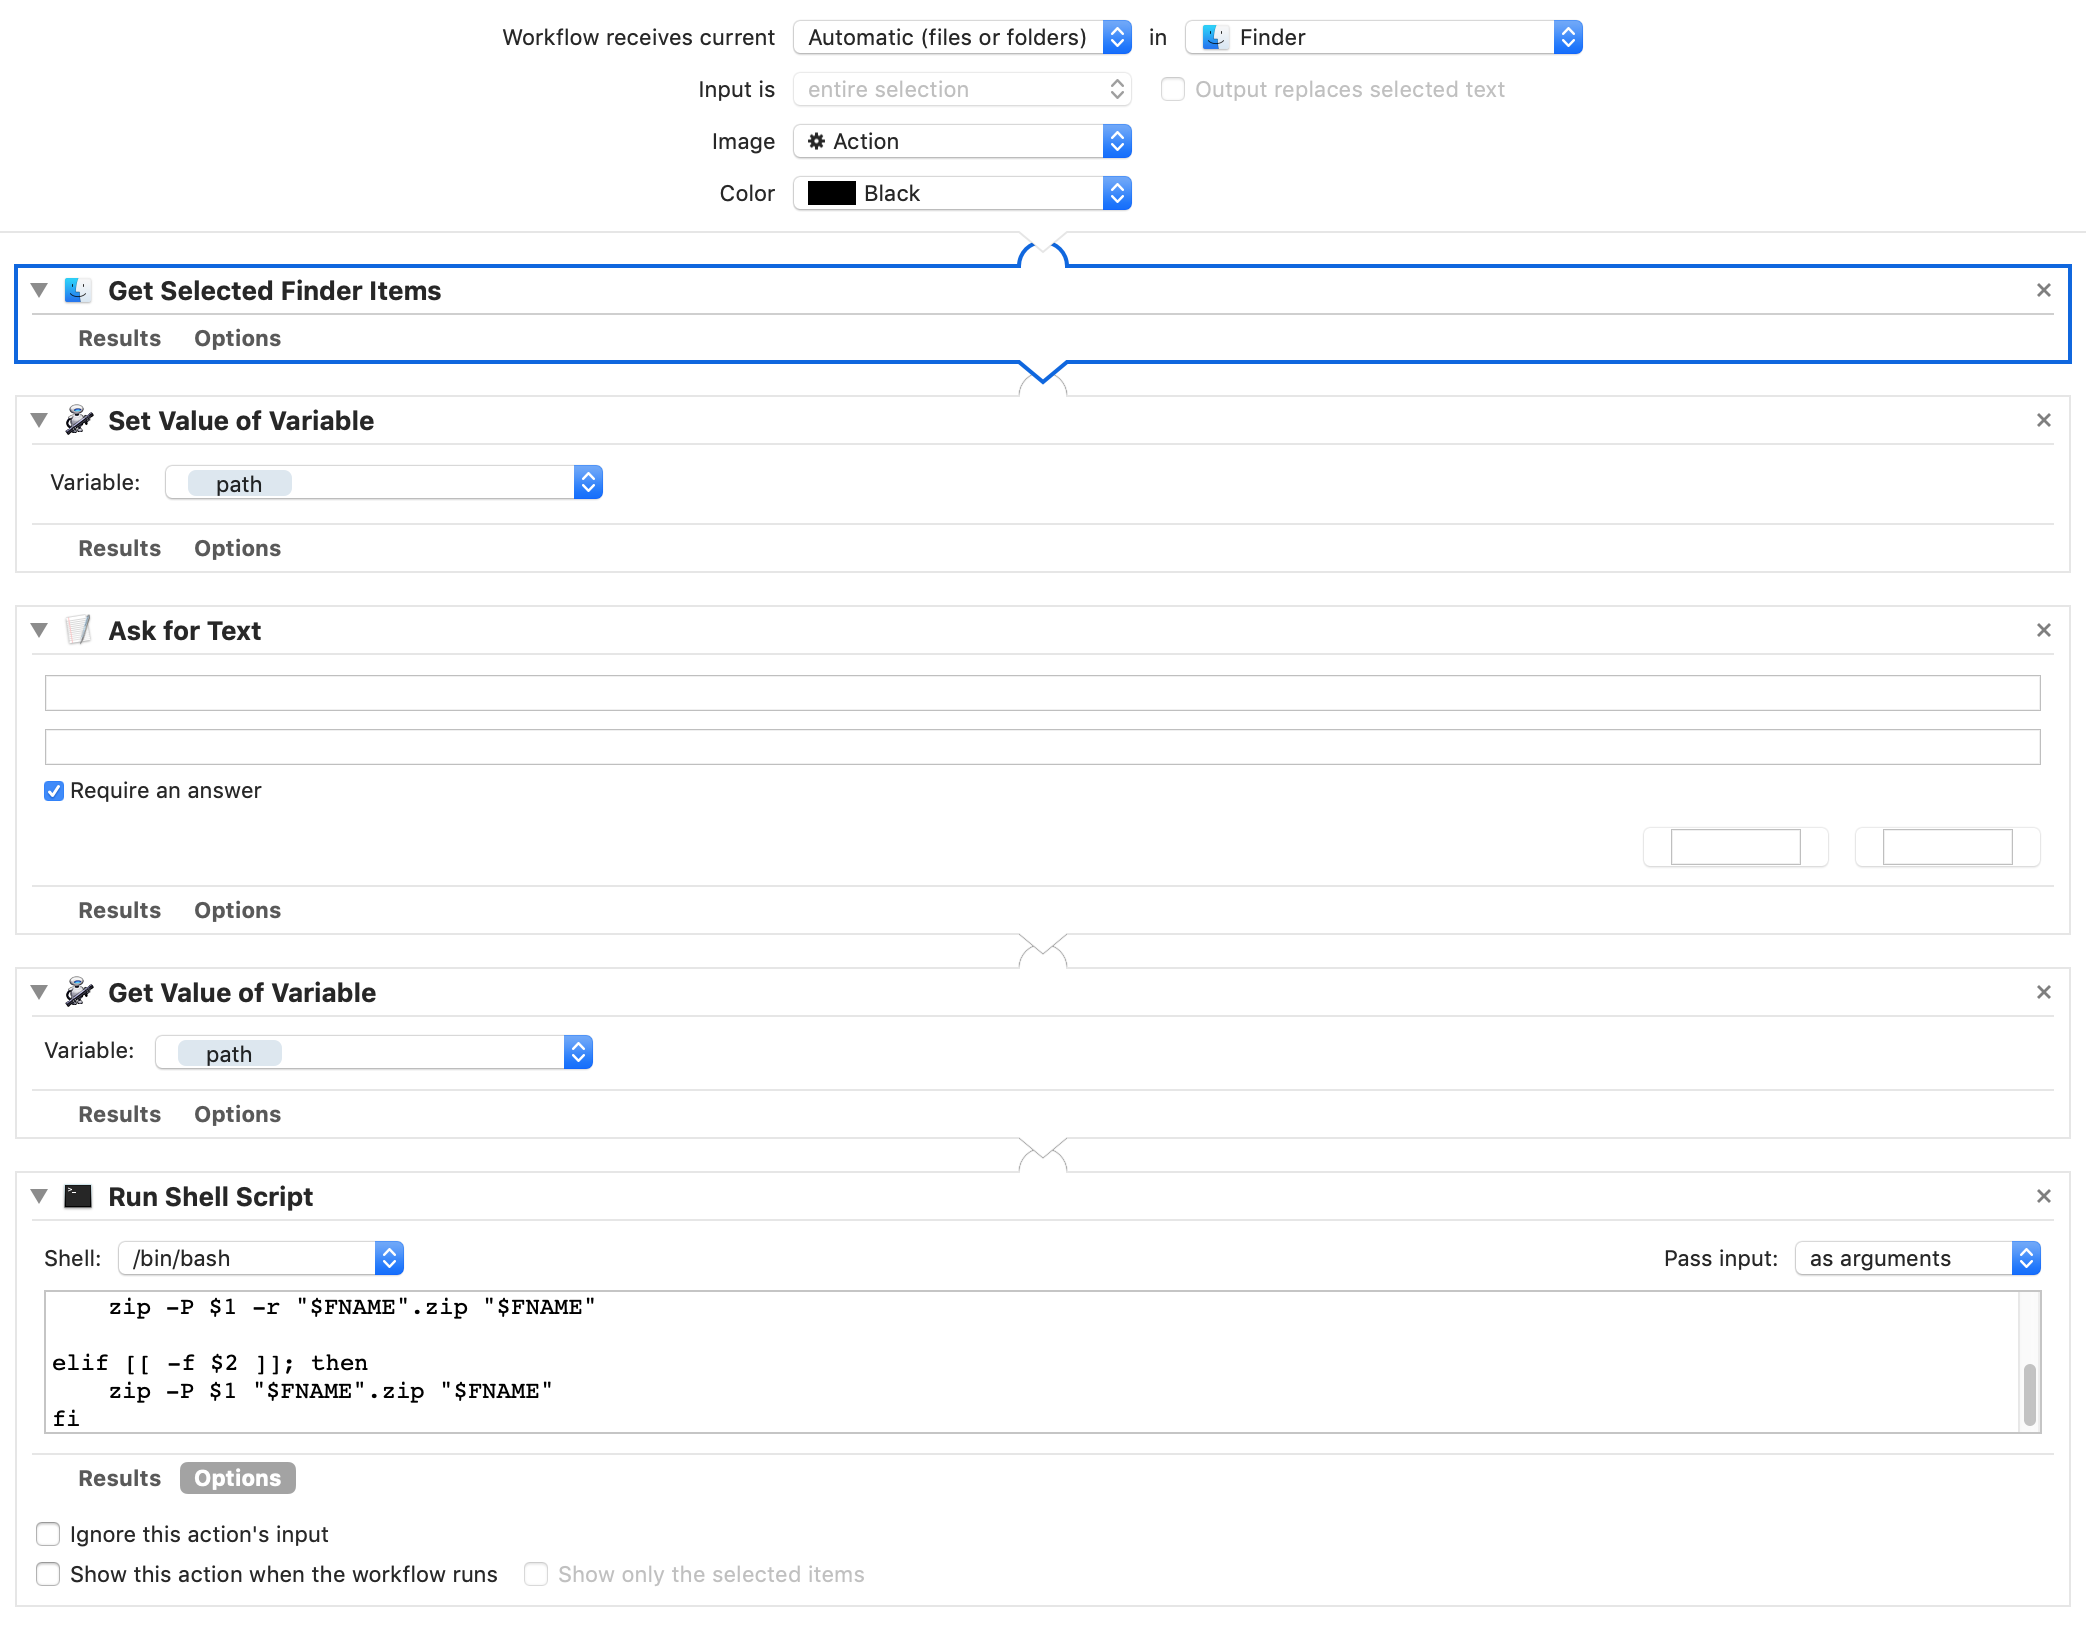 Workflow receives current Automatic (files or folders) in Finder
Input is entire selection Output replaces selected text
Image Action
Color Black
Get Selected Finder Items
Results Options
Set Value of Variable
Variable: path
Results Options
Ask for Text
Require an answer
Results Options
Get Value of Variable
Variable: path
Results Options
Run Shell Script
Shell: /bin/bash Pass input: as arguments
zip -P $1 -r "$FNAME".zip "$FNAME"
elif [[ -f $2 ]]; then
zip -P $1 "$FNAME".zip "$FNAME"
fi
Results Options
Ignore this action's input
Show this action when the workflow runs Show only the selected items